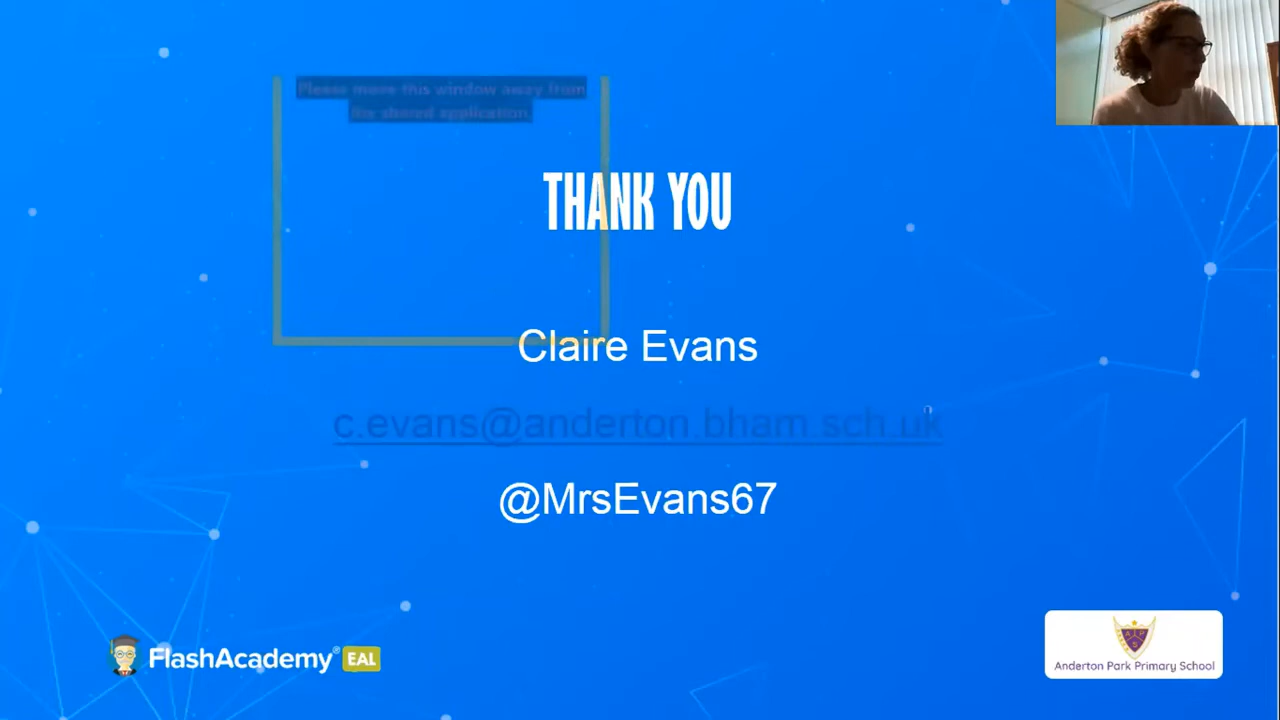 Please move this window away from
the shared application.
THANK YOU
Claire Evans
c.evans@anderton.bham.sch.uk
@MrsEvans67
FlashAcademy® EAL
APPS
Anderton Park Primary School